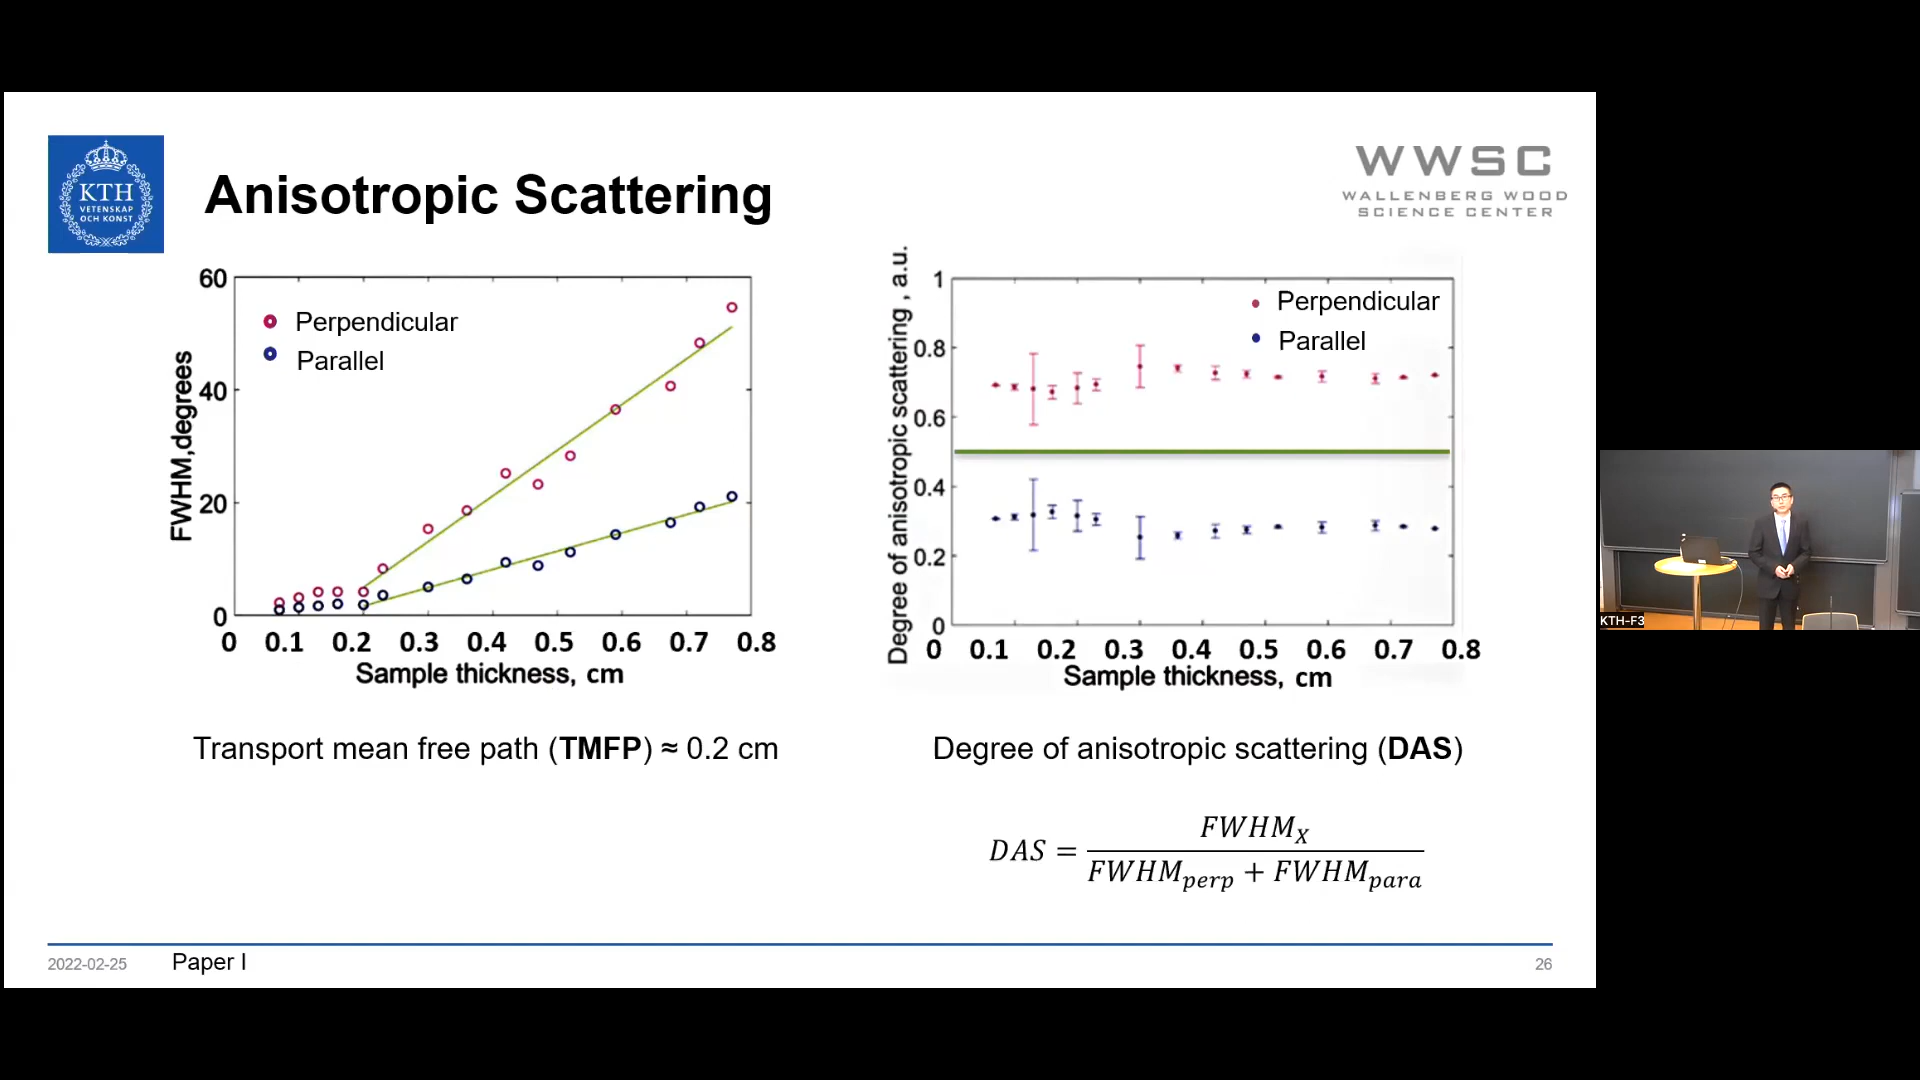 KTH
VETENSKAP
OCH KONST
Anisotropic Scattering
WWSC
WALLENBERG WOOD
SCIENCE CENTER
60
40
20
0
FWHM,degrees
Perpendicular
Parallel
0 0.1 0.2 0.3 0.4 0.5 0.6 0.7 0.8
Sample thickness, cm
Transport mean free path (TMFP) ≈ 0.2 cm
Degree of anisotropic scattering , a.u.
1
0.8
0.6
0.4
0.2
0
Perpendicular
Parallel
0 0.1 0.2 0.3 0.4 0.5 0.6 0.7 0.8
Sample thickness, cm
Degree of anisotropic scattering (DAS)
DAS = FWHM_X / (FWHM_perp + FWHM_para)
2022-02-25
Paper I
26
KTH-F3